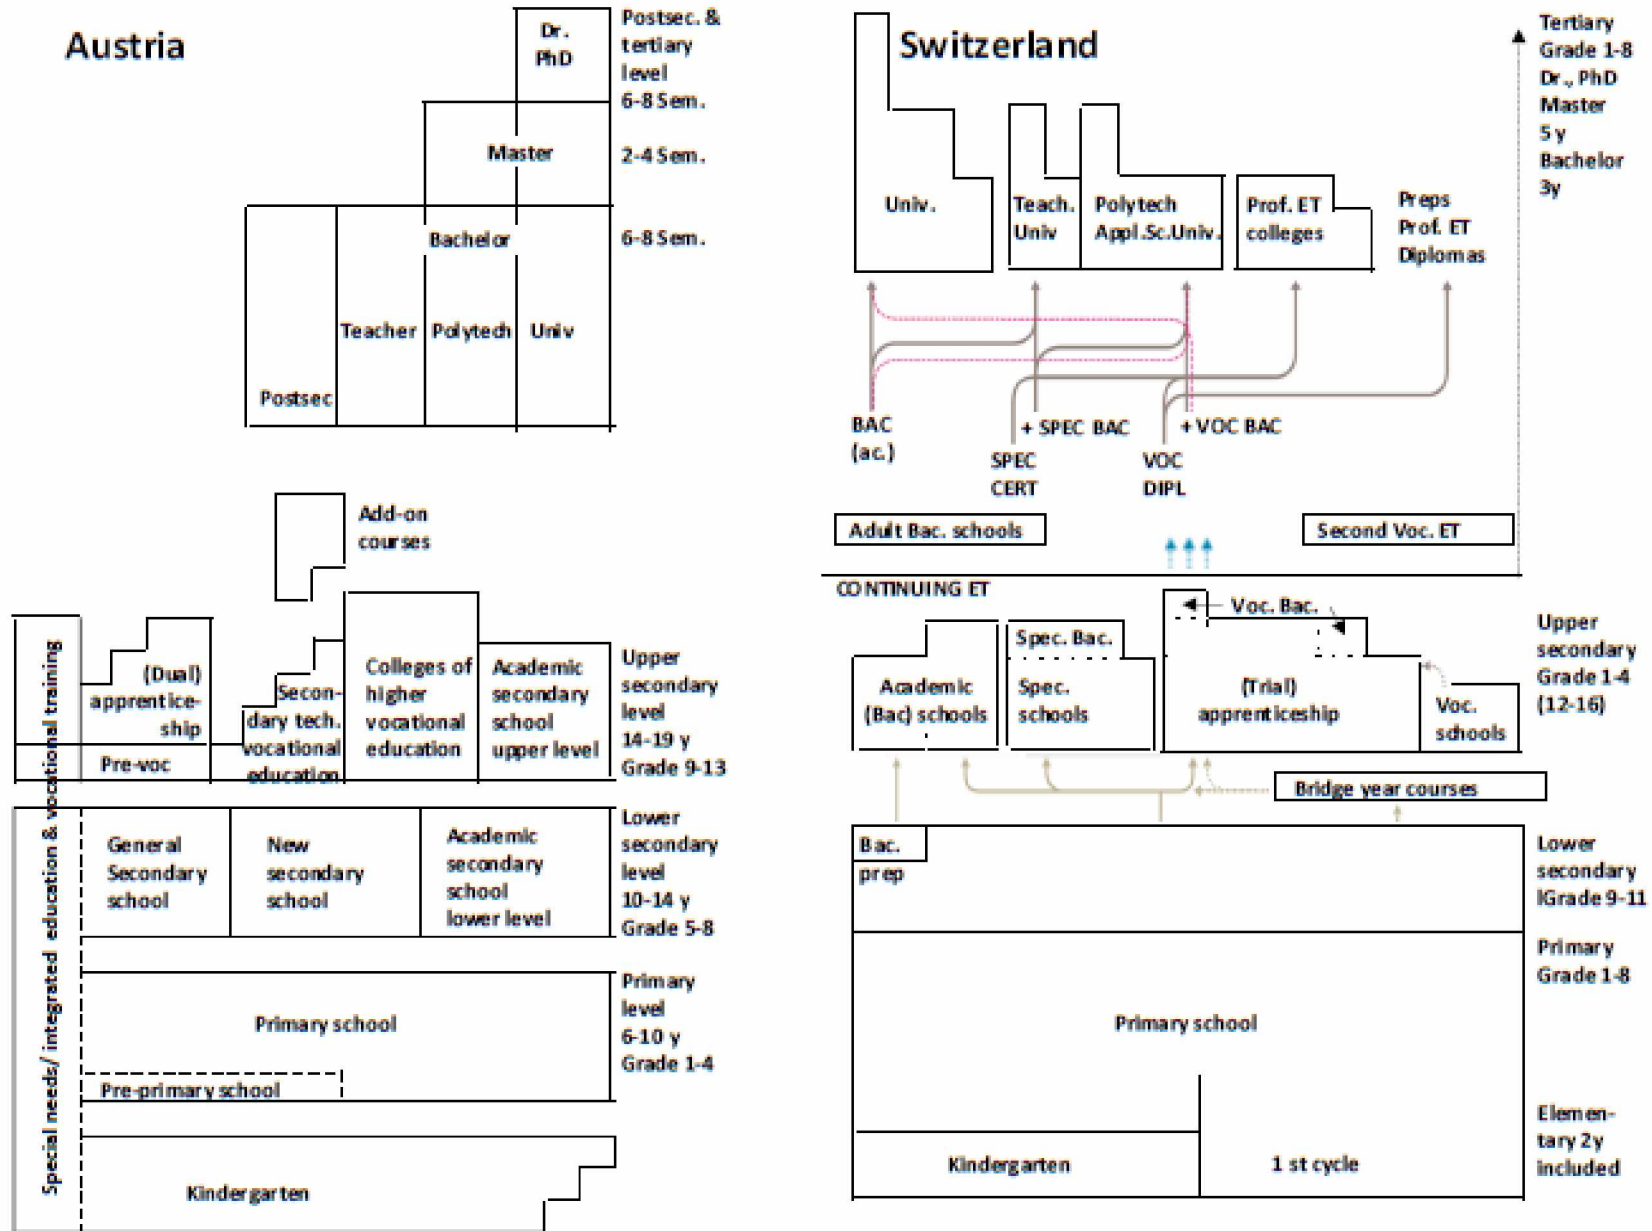 Austria
Dr.
PhD
Postsec. &
tertiary
level
6-8 Sem.
Master
2-4 Sem.
Bachelor
6-8 Sem.
Teacher
Polytech
Univ
Postsec
Add-on
courses
Special needs/ integrated education & vocational training
(Dual)
apprentice-
ship
Pre-voc
Secon-
dary tech.
vocational
education
Colleges of
higher
vocational
education
Academic
secondary
school
upper level
Upper
secondary
level
14-19 y
Grade 9-13
General
Secondary
school
New
secondary
school
Academic
secondary
school
lower level
Lower
secondary
level
10-14 y
Grade 5-8
Primary school
Pre-primary school
Primary
level
6-10 y
Grade 1-4
Kindergarten
Switzerland
Tertiary
Grade 1-8
Dr., PhD
Master
5 y
Bachelor
3y
Univ.
Teach.
Univ
Polytech
Appl.Sc.Univ.
Prof. ET
colleges
Preps
Prof. ET
Diplomas
BAC
(ac.)
+ SPEC BAC
SPEC
CERT
+ VOC BAC
VOC
DIPL
Adult Bac. schools
Second Voc. ET
CONTINUING ET
Academic
(Bac) schools
Spec. Bac.
Spec.
schools
Voc. Bac.
(Trial)
apprenticeship
Voc.
schools
Upper
secondary
Grade 1-4
(12-16)
Bridge year courses
Bac.
prep
Lower
secondary
lGrade 9-11
Primary
Grade 1-8
Primary school
Kindergarten
1 st cycle
Elemen-
tary 2y
included